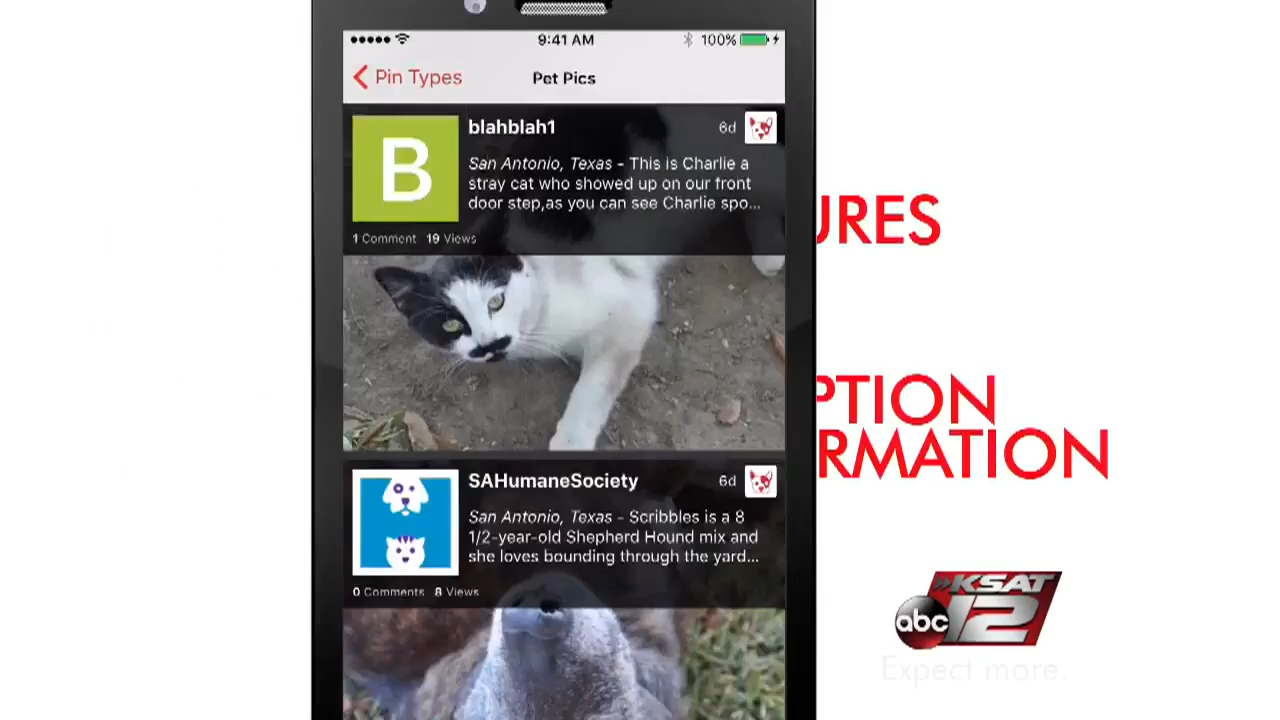 9:41 AM
100%
Pin Types
Pet Pics
B
blahblah1
6d
San Antonio, Texas - This is Charlie a
stray cat who showed up on our front
door step,as you can see Charlie spo...
1 Comment 19 Views
URES
PTION
RMATION
SAHumaneSociety
6d
San Antonio, Texas - Scribbles is a 8
1/2-year-old Shepherd Hound mix and
she loves bounding through the yard...
0 Comments 8 Views
KSAT
abc 12
Expect more.